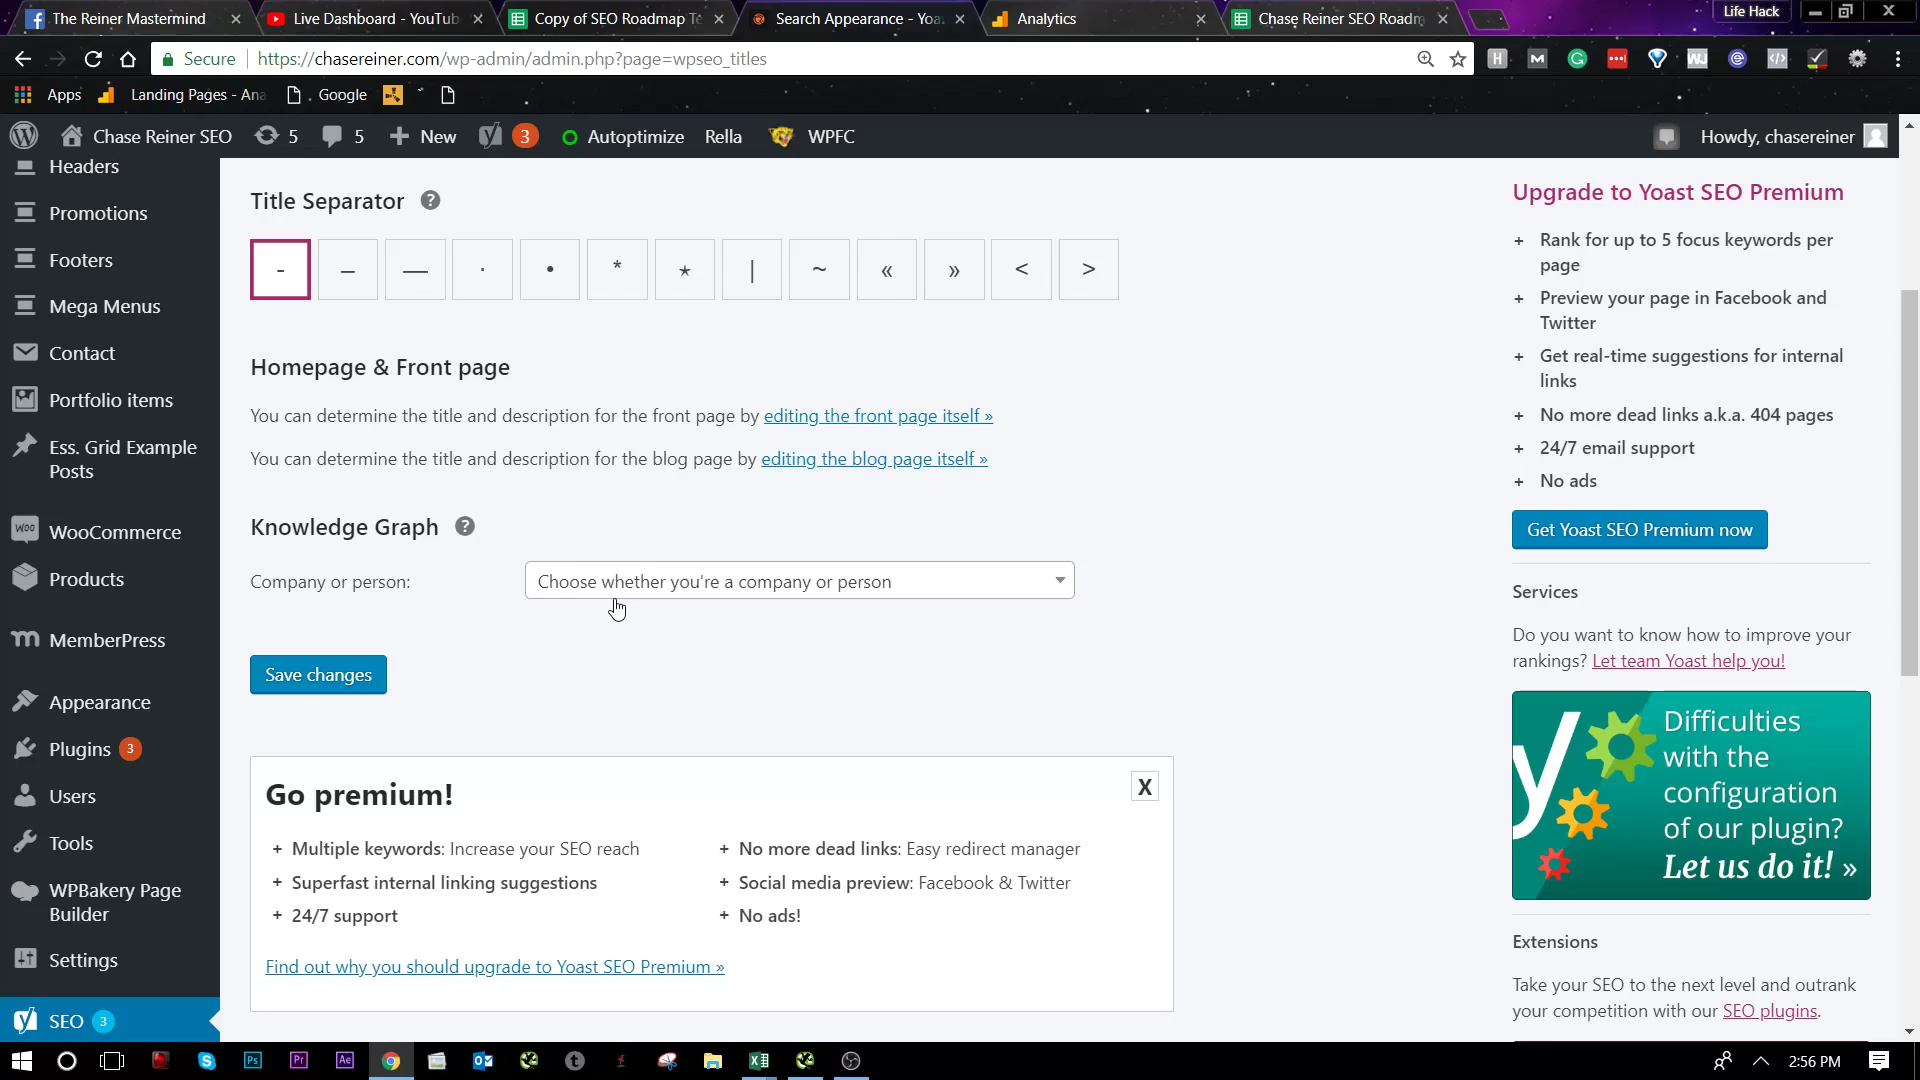 The Reiner Mastermind
Live Dashboard - YouTub
Copy of SEO Roadmap Te
Search Appearance - Yoa
Analytics
Chase Reiner SEO Roadm
Life Hack
Secure
https://chasereiner.com/wp-admin/admin.php?page=wpseo_titles
Apps
Landing Pages - Ana
Google
Chase Reiner SEO
5
5
New
3
Autoptimize
Rella
WPFC
Howdy, chasereiner
Headers
Promotions
Footers
Mega Menus
Contact
Portfolio items
Ess. Grid Example
Posts
WooCommerce
Products
MemberPress
Appearance
Plugins 3
Users
Tools
WPBakery Page
Builder
Settings
SEO 3
Title Separator ?
- – — · • * ⋆ | ~ « » < >
Homepage & Front page
You can determine the title and description for the front page by editing the front page itself »
You can determine the title and description for the blog page by editing the blog page itself »
Knowledge Graph ?
Company or person:
Choose whether you're a company or person
Save changes
Go premium!
X
+ Multiple keywords: Increase your SEO reach
+ Superfast internal linking suggestions
+ 24/7 support
+ No more dead links: Easy redirect manager
+ Social media preview: Facebook & Twitter
+ No ads!
Find out why you should upgrade to Yoast SEO Premium »
Upgrade to Yoast SEO Premium
+ Rank for up to 5 focus keywords per
page
+ Preview your page in Facebook and
Twitter
+ Get real-time suggestions for internal
links
+ No more dead links a.k.a. 404 pages
+ 24/7 email support
+ No ads
Get Yoast SEO Premium now
Services
Do you want to know how to improve your
rankings? Let team Yoast help you!
Difficulties
with the
configuration
of our plugin?
Let us do it! »
Extensions
Take your SEO to the next level and outrank
your competition with our SEO plugins.
2:56 PM